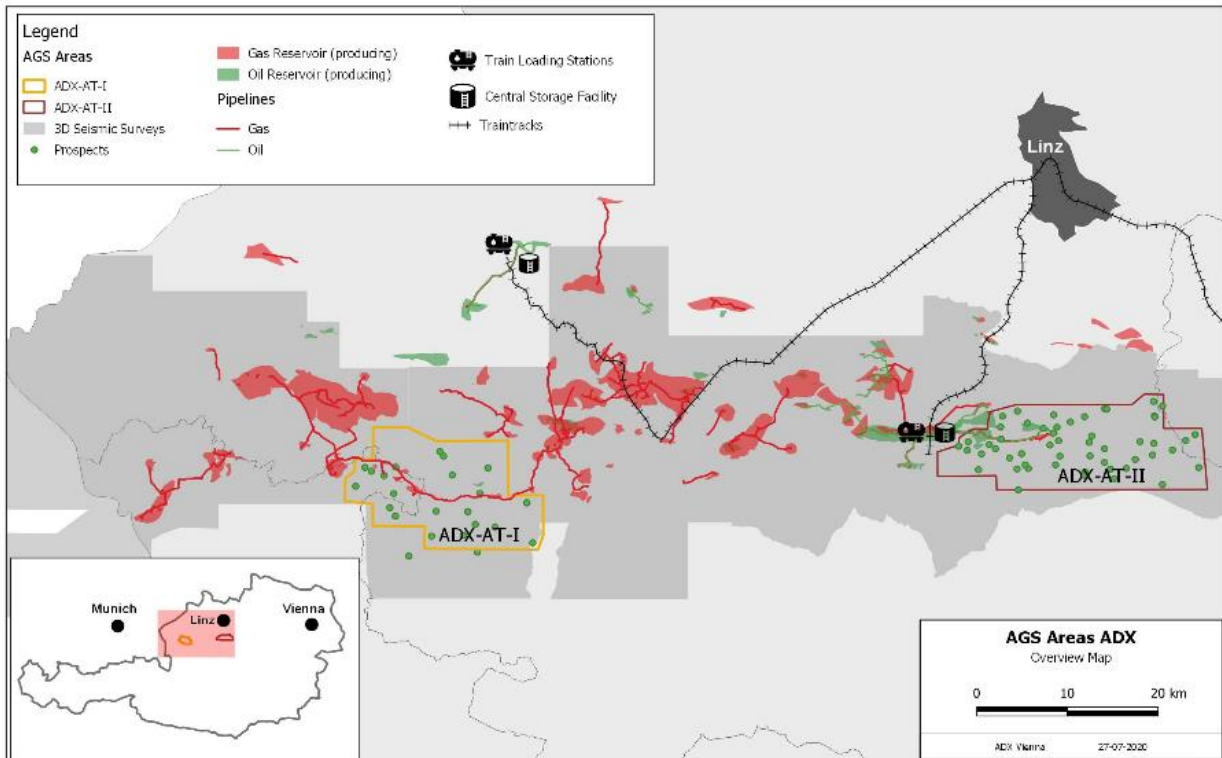 Legend
AGS Areas
ADX-AT-I
ADX-AT-II
3D Seismic Surveys
Prospects
Gas Reservoir (producing)
Oil Reservoir (producing)
Pipelines
Gas
Oil
Train Loading Stations
Central Storage Facility
Traintracks
Linz
ADX-AT-II
ADX-AT-I
Munich
Linz
Vienna
AGS Areas ADX
Overview Map
0 10 20 km
ADX Vienna 27-07-2020